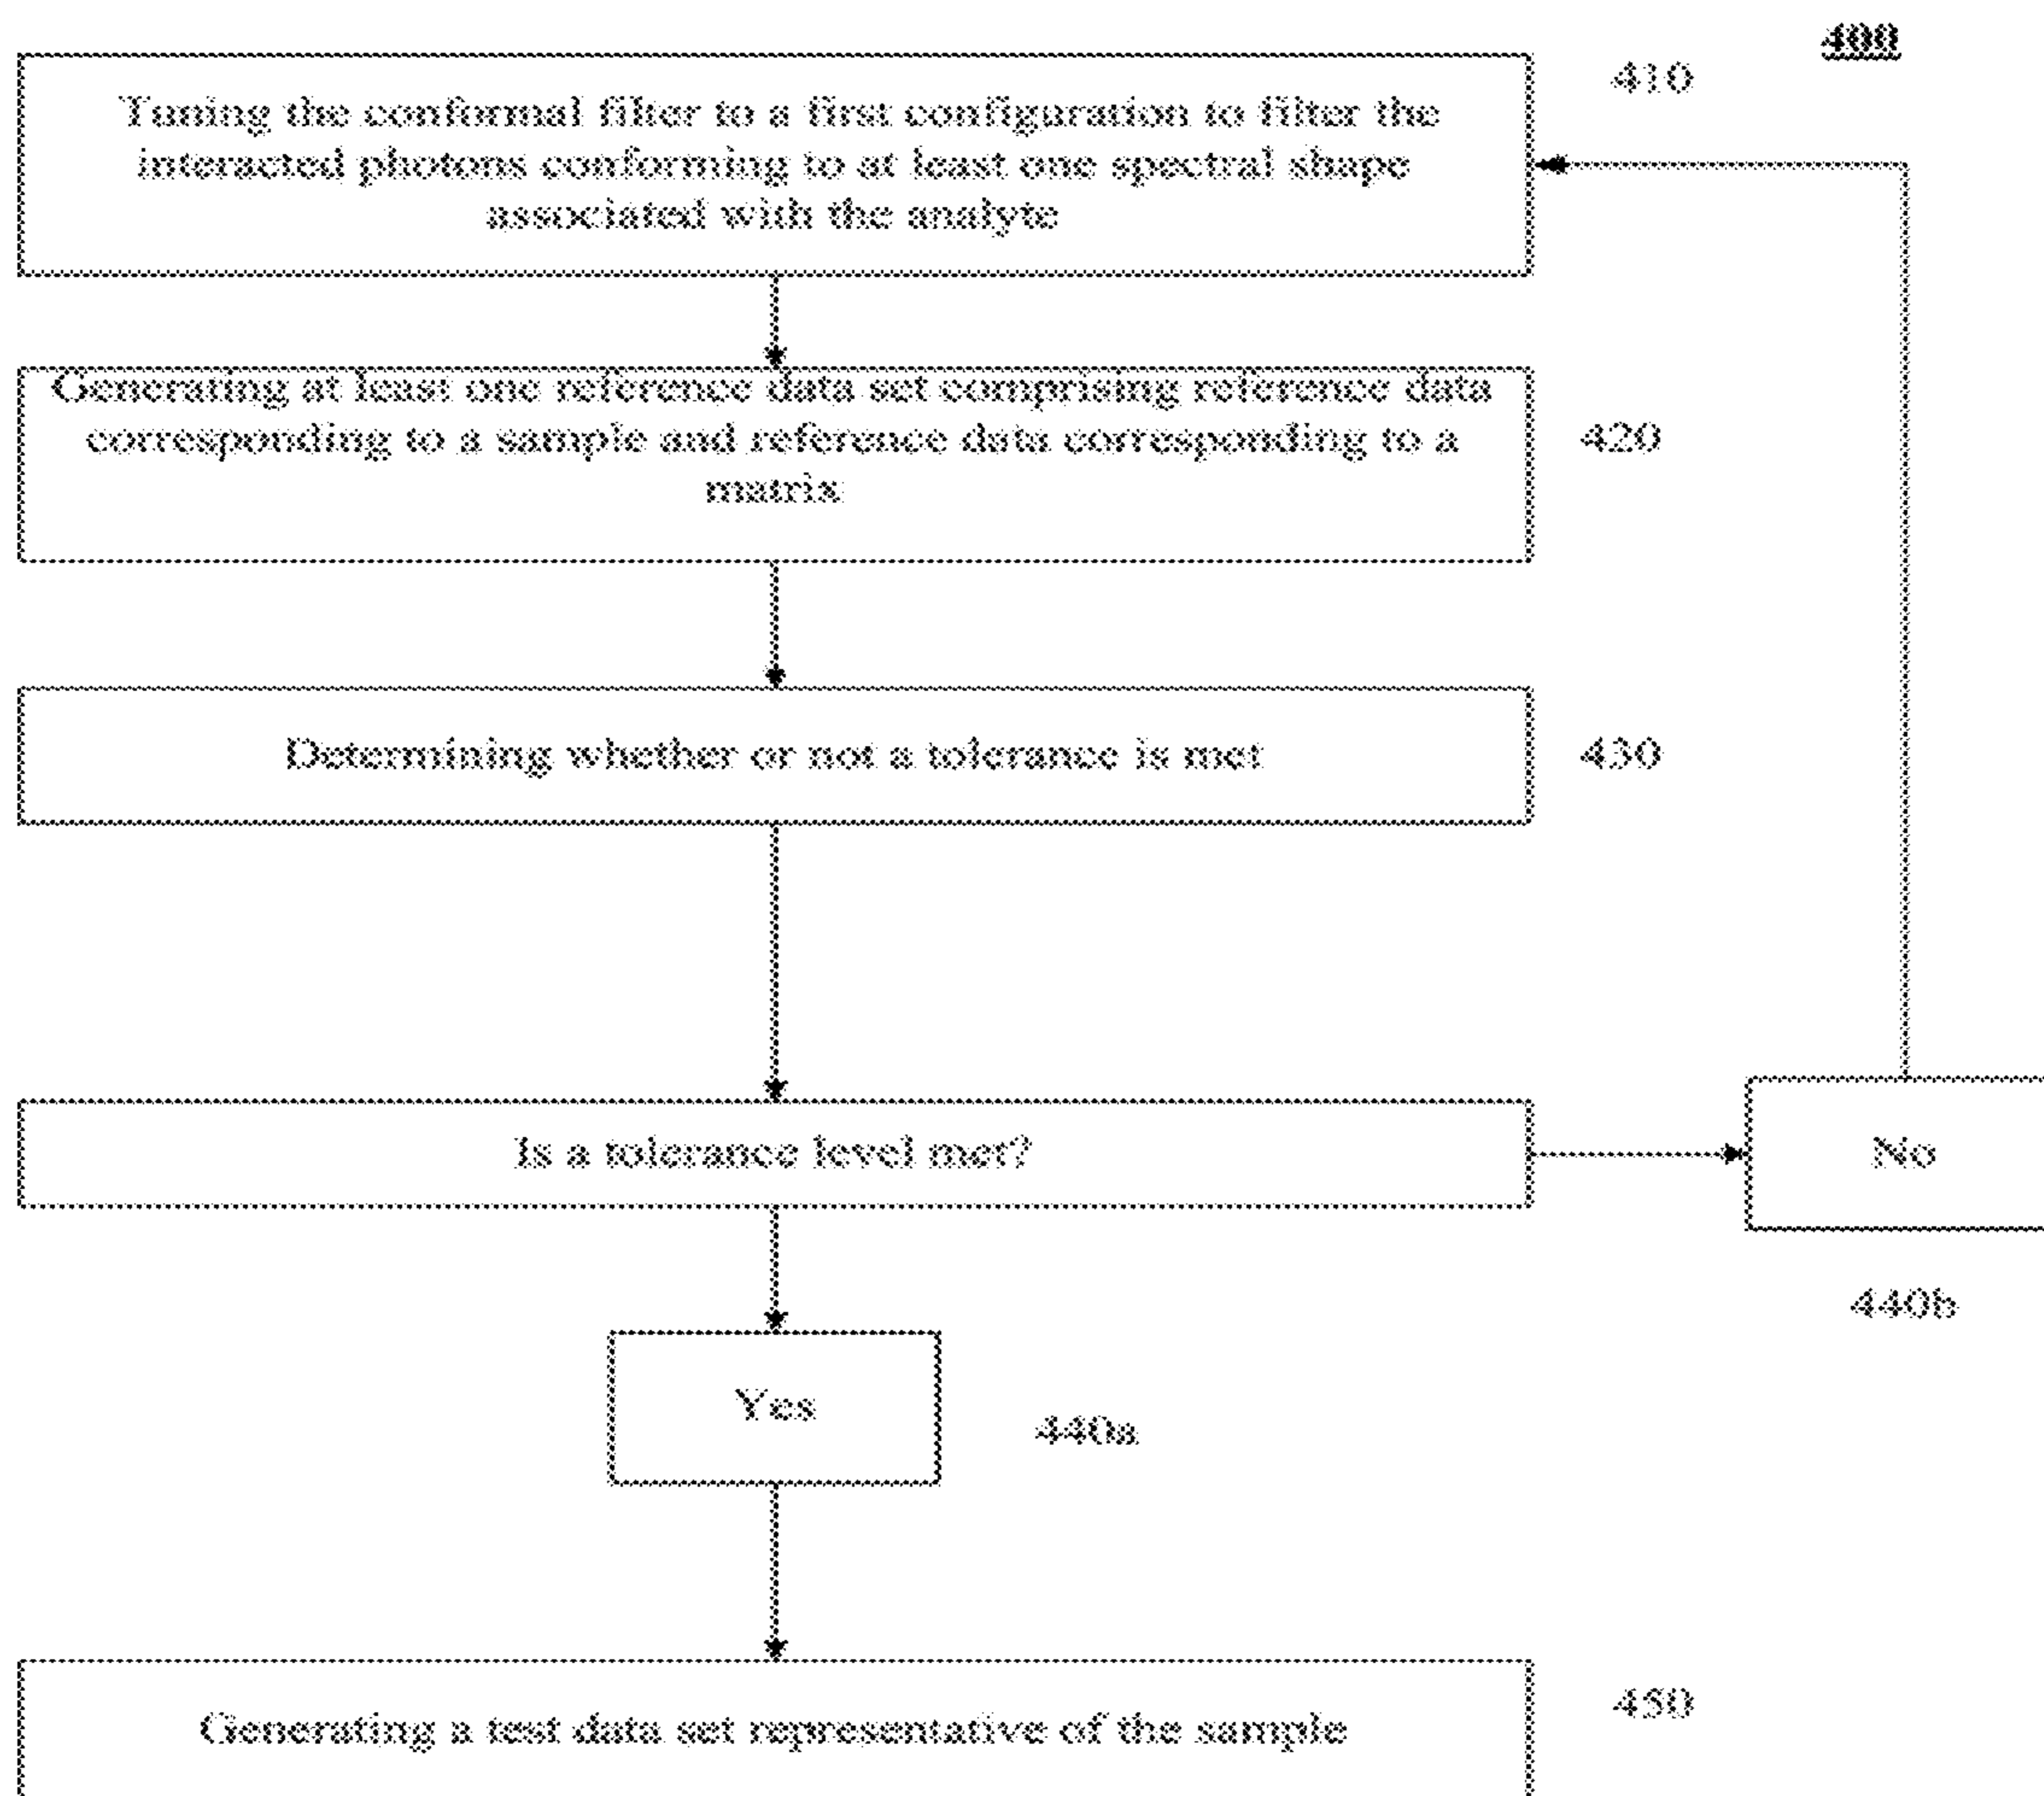 400
410
Tuning the conformal filter to a first configuration to filter the
interacted photons conforming to at least one spectral shape
associated with the analyte
Generating at least one reference data set comprising reference data
corresponding to a sample and reference data corresponding to a
matrix
420
Determining whether or not a tolerance is met
430
Is a tolerance level met?
No
440b
Yes
440a
450
Generating a test data set representative of the sample